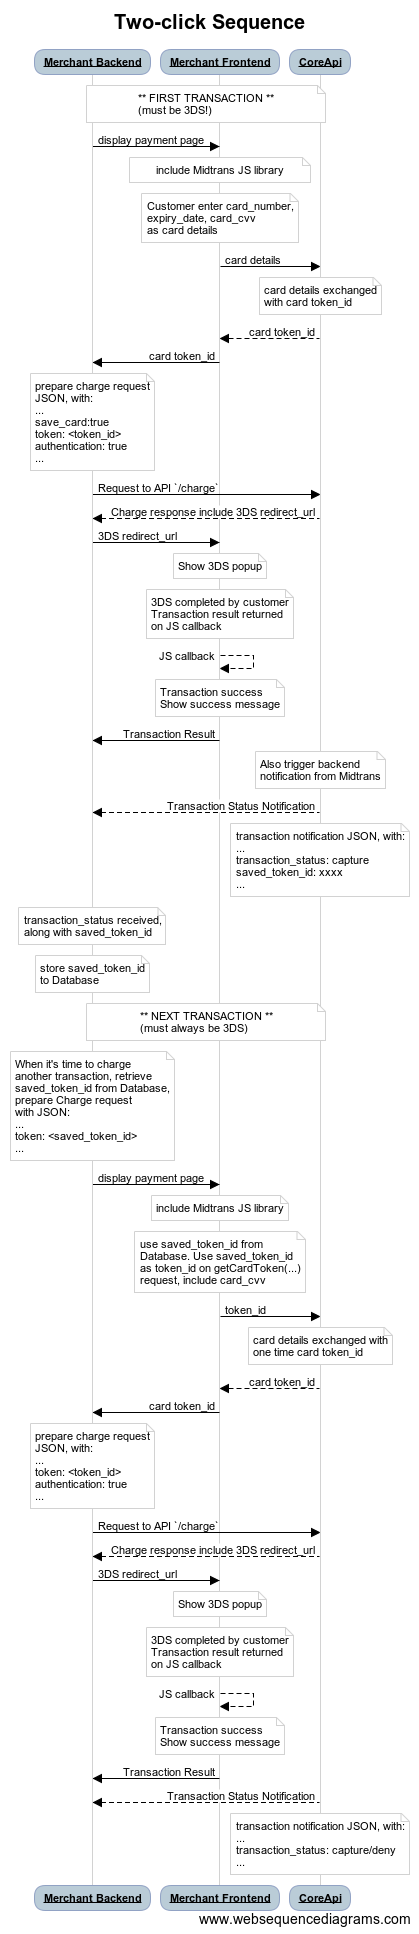 Two-click Sequence
Merchant Backend
Merchant Frontend
CoreApi
** FIRST TRANSACTION **
(must be 3DS!)
display payment page
include Midtrans JS library
Customer enter card_number,
expiry_date, card_cvv
as card details
card details
card details exchanged
with card token_id
card token_id
card token_id
prepare charge request
JSON, with:
...
save_card:true
token: <token_id>
authentication: true
...
Request to API `/charge`
Charge response include 3DS redirect_url
3DS redirect_url
Show 3DS popup
3DS completed by customer
Transaction result returned
on JS callback
JS callback
Transaction success
Show success message
Transaction Result
Also trigger backend
notification from Midtrans
Transaction Status Notification
transaction notification JSON, with:
...
transaction_status: capture
saved_token_id: xxxx
...
transaction_status received,
along with saved_token_id
store saved_token_id
to Database
** NEXT TRANSACTION **
(must always be 3DS)
When it's time to charge
another transaction, retrieve
saved_token_id from Database,
prepare Charge request
with JSON:
...
token: <saved_token_id>
...
display payment page
include Midtrans JS library
use saved_token_id from
Database. Use saved_token_id
as token_id on getCardToken(...)
request, include card_cvv
token_id
card details exchanged with
one time card token_id
card token_id
card token_id
prepare charge request
JSON, with:
...
token: <token_id>
authentication: true
...
Request to API `/charge`
Charge response include 3DS redirect_url
3DS redirect_url
Show 3DS popup
3DS completed by customer
Transaction result returned
on JS callback
JS callback
Transaction success
Show success message
Transaction Result
Transaction Status Notification
transaction notification JSON, with:
...
transaction_status: capture/deny
...
Merchant Backend
Merchant Frontend
CoreApi
www.websequencediagrams.com